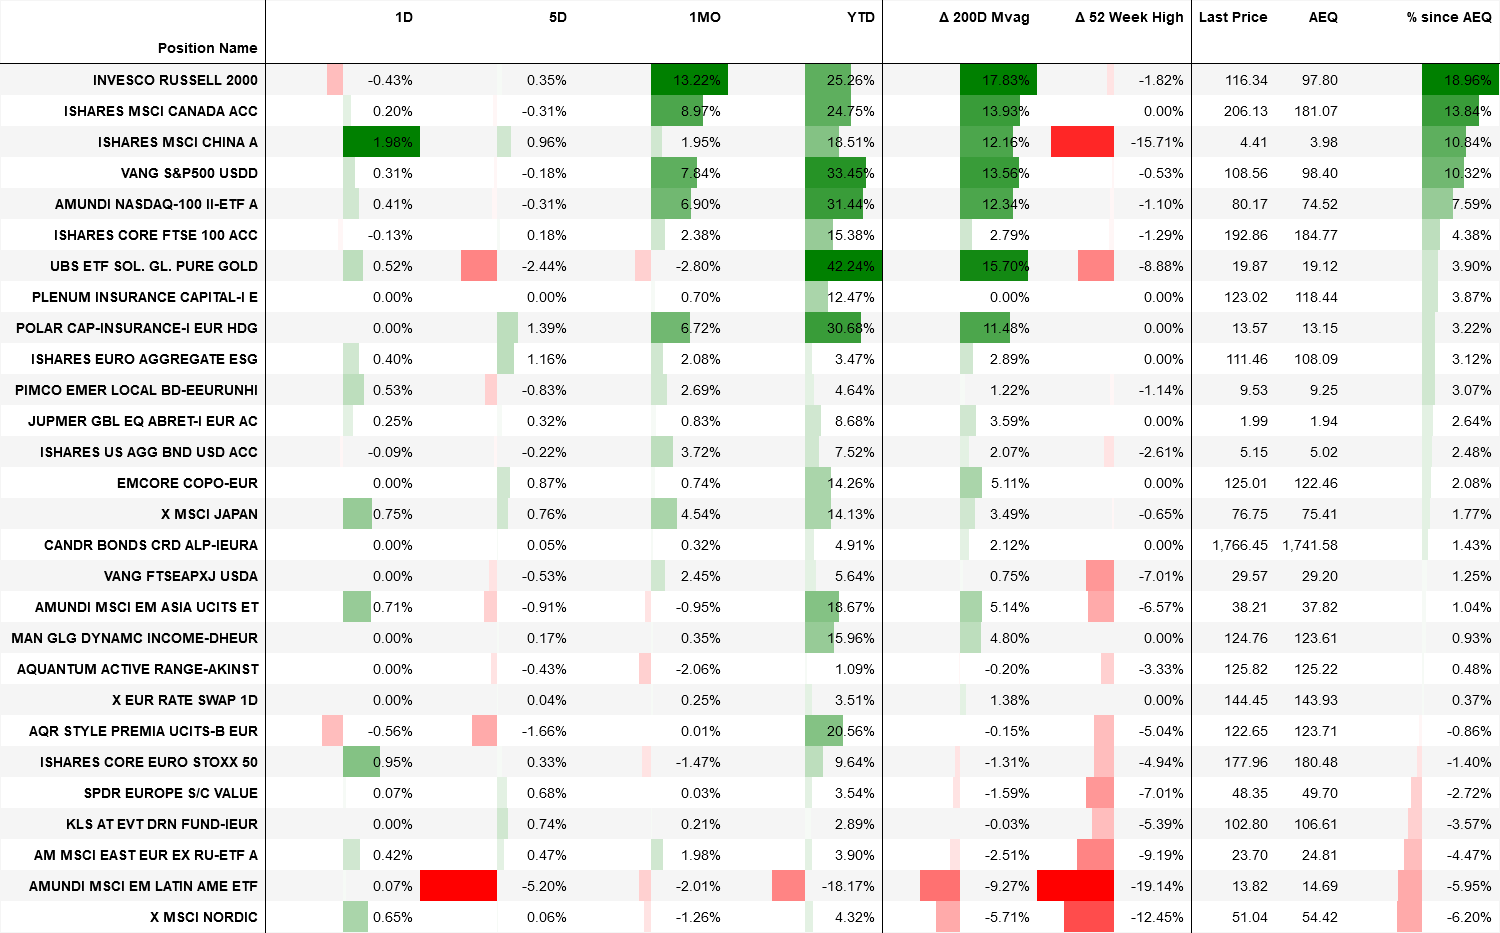 1D 5D 1MO YTD Δ 200D Mvag Δ 52 Week High Last Price AEQ % since AEQ
Position Name
INVESCO RUSSELL 2000 -0.43% 0.35% 13.22% 25.26% 17.83% -1.82% 116.34 97.80 18.96%
ISHARES MSCI CANADA ACC 0.20% -0.31% 8.97% 24.75% 13.93% 0.00% 206.13 181.07 13.84%
ISHARES MSCI CHINA A 1.98% 0.96% 1.95% 18.51% 12.16% -15.71% 4.41 3.98 10.84%
VANG S&P500 USDD 0.31% -0.18% 7.84% 33.45% 13.56% -0.53% 108.56 98.40 10.32%
AMUNDI NASDAQ-100 II-ETF A 0.41% -0.31% 6.90% 31.44% 12.34% -1.10% 80.17 74.52 7.59%
ISHARES CORE FTSE 100 ACC -0.13% 0.18% 2.38% 15.38% 2.79% -1.29% 192.86 184.77 4.38%
UBS ETF SOL. GL. PURE GOLD 0.52% -2.44% -2.80% 42.24% 15.70% -8.88% 19.87 19.12 3.90%
PLENUM INSURANCE CAPITAL-I E 0.00% 0.00% 0.70% 12.47% 0.00% 0.00% 123.02 118.44 3.87%
POLAR CAP-INSURANCE-I EUR HDG 0.00% 1.39% 6.72% 30.68% 11.48% 0.00% 13.57 13.15 3.22%
ISHARES EURO AGGREGATE ESG 0.40% 1.16% 2.08% 3.47% 2.89% 0.00% 111.46 108.09 3.12%
PIMCO EMER LOCAL BD-EEURUNHI 0.53% -0.83% 2.69% 4.64% 1.22% -1.14% 9.53 9.25 3.07%
JUPMER GBL EQ ABRET-I EUR AC 0.25% 0.32% 0.83% 8.68% 3.59% 0.00% 1.99 1.94 2.64%
ISHARES US AGG BND USD ACC -0.09% -0.22% 3.72% 7.52% 2.07% -2.61% 5.15 5.02 2.48%
EMCORE COPO-EUR 0.00% 0.87% 0.74% 14.26% 5.11% 0.00% 125.01 122.46 2.08%
X MSCI JAPAN 0.75% 0.76% 4.54% 14.13% 3.49% -0.65% 76.75 75.41 1.77%
CANDR BONDS CRD ALP-IEURA 0.00% 0.05% 0.32% 4.91% 2.12% 0.00% 1,766.45 1,741.58 1.43%
VANG FTSEAPXJ USDA 0.00% -0.53% 2.45% 5.64% 0.75% -7.01% 29.57 29.20 1.25%
AMUNDI MSCI EM ASIA UCITS ET 0.71% -0.91% -0.95% 18.67% 5.14% -6.57% 38.21 37.82 1.04%
MAN GLG DYNAMC INCOME-DHEUR 0.00% 0.17% 0.35% 15.96% 4.80% 0.00% 124.76 123.61 0.93%
AQUANTUM ACTIVE RANGE-AKINST 0.00% -0.43% -2.06% 1.09% -0.20% -3.33% 125.82 125.22 0.48%
X EUR RATE SWAP 1D 0.00% 0.04% 0.25% 3.51% 1.38% 0.00% 144.45 143.93 0.37%
AQR STYLE PREMIA UCITS-B EUR -0.56% -1.66% 0.01% 20.56% -0.15% -5.04% 122.65 123.71 -0.86%
ISHARES CORE EURO STOXX 50 0.95% 0.33% -1.47% 9.64% -1.31% -4.94% 177.96 180.48 -1.40%
SPDR EUROPE S/C VALUE 0.07% 0.68% 0.03% 3.54% -1.59% -7.01% 48.35 49.70 -2.72%
KLS AT EVT DRN FUND-IEUR 0.00% 0.74% 0.21% 2.89% -0.03% -5.39% 102.80 106.61 -3.57%
AM MSCI EAST EUR EX RU-ETF A 0.42% 0.47% 1.98% 3.90% -2.51% -9.19% 23.70 24.81 -4.47%
AMUNDI MSCI EM LATIN AME ETF 0.07% -5.20% -2.01% -18.17% -9.27% -19.14% 13.82 14.69 -5.95%
X MSCI NORDIC 0.65% 0.06% -1.26% 4.32% -5.71% -12.45% 51.04 54.42 -6.20%